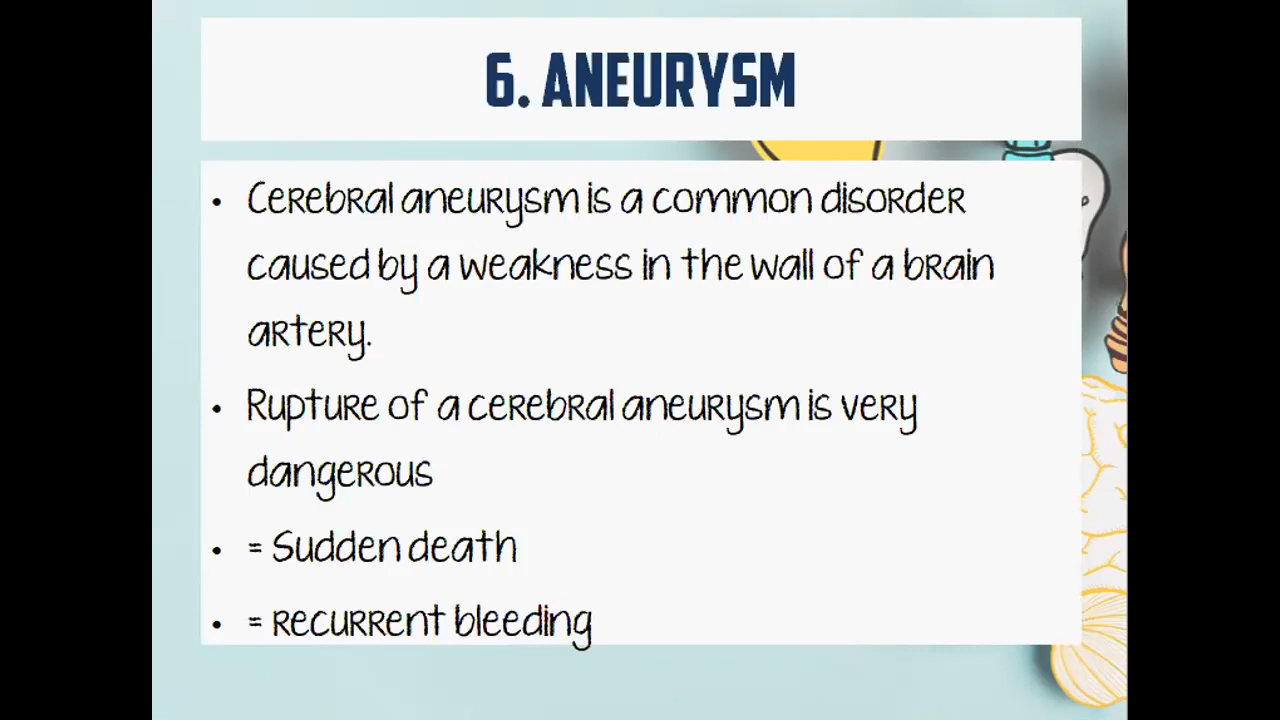 6. ANEURYSM
• Cerebral aneurysm is a common disorder
caused by a weakness in the wall of a brain
artery.
• Rupture of a cerebral aneurysm is very
dangerous
• = Sudden death
• = recurrent bleeding